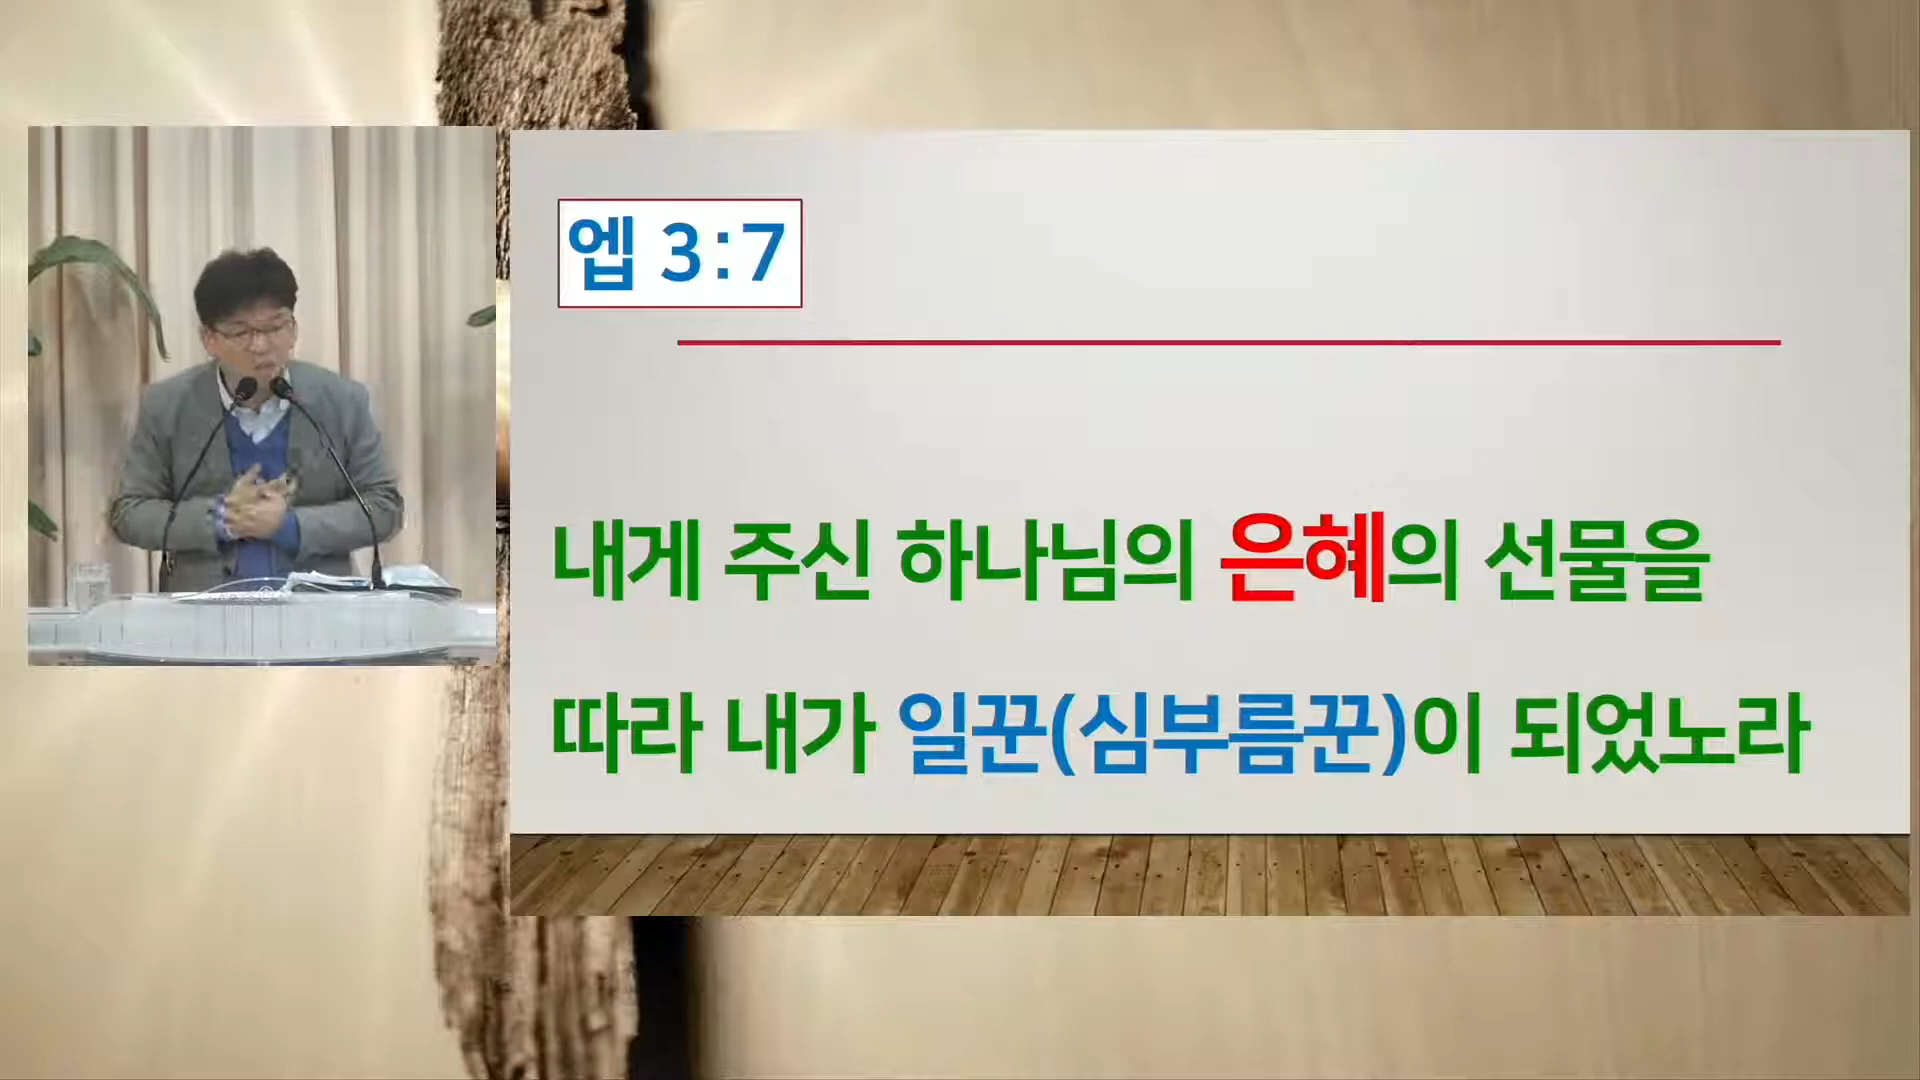 엡 3:7
내게 주신 하나님의 은혜의 선물을
따라 내가 일꾼(심부름꾼)이 되었노라